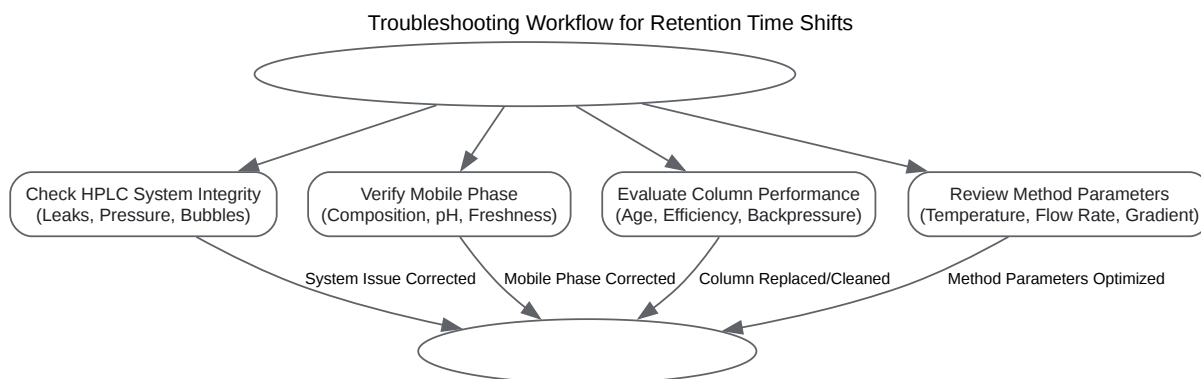 Troubleshooting Workflow for Retention Time Shifts
Check HPLC System Integrity
(Leaks, Pressure, Bubbles)
Verify Mobile Phase
(Composition, pH, Freshness)
Evaluate Column Performance
(Age, Efficiency, Backpressure)
Review Method Parameters
(Temperature, Flow Rate, Gradient)
System Issue Corrected
Mobile Phase Corrected
Column Replaced/Cleaned
Method Parameters Optimized